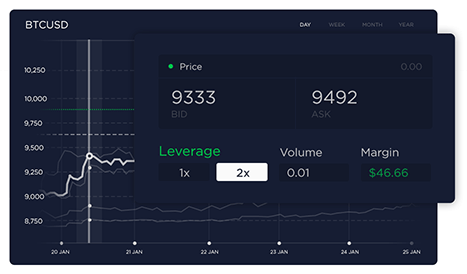 BTCUSD
DAY WEEK MONTH YEAR
Price 0.00
9333 9492
BID ASK
Leverage Volume Margin
1x 2x 0.01 $46.66
10,250
10,000
9,750
9,500
9,250
9,000
8,750
20 JAN 21 JAN 22 JAN 23 JAN 24 JAN 25 JAN